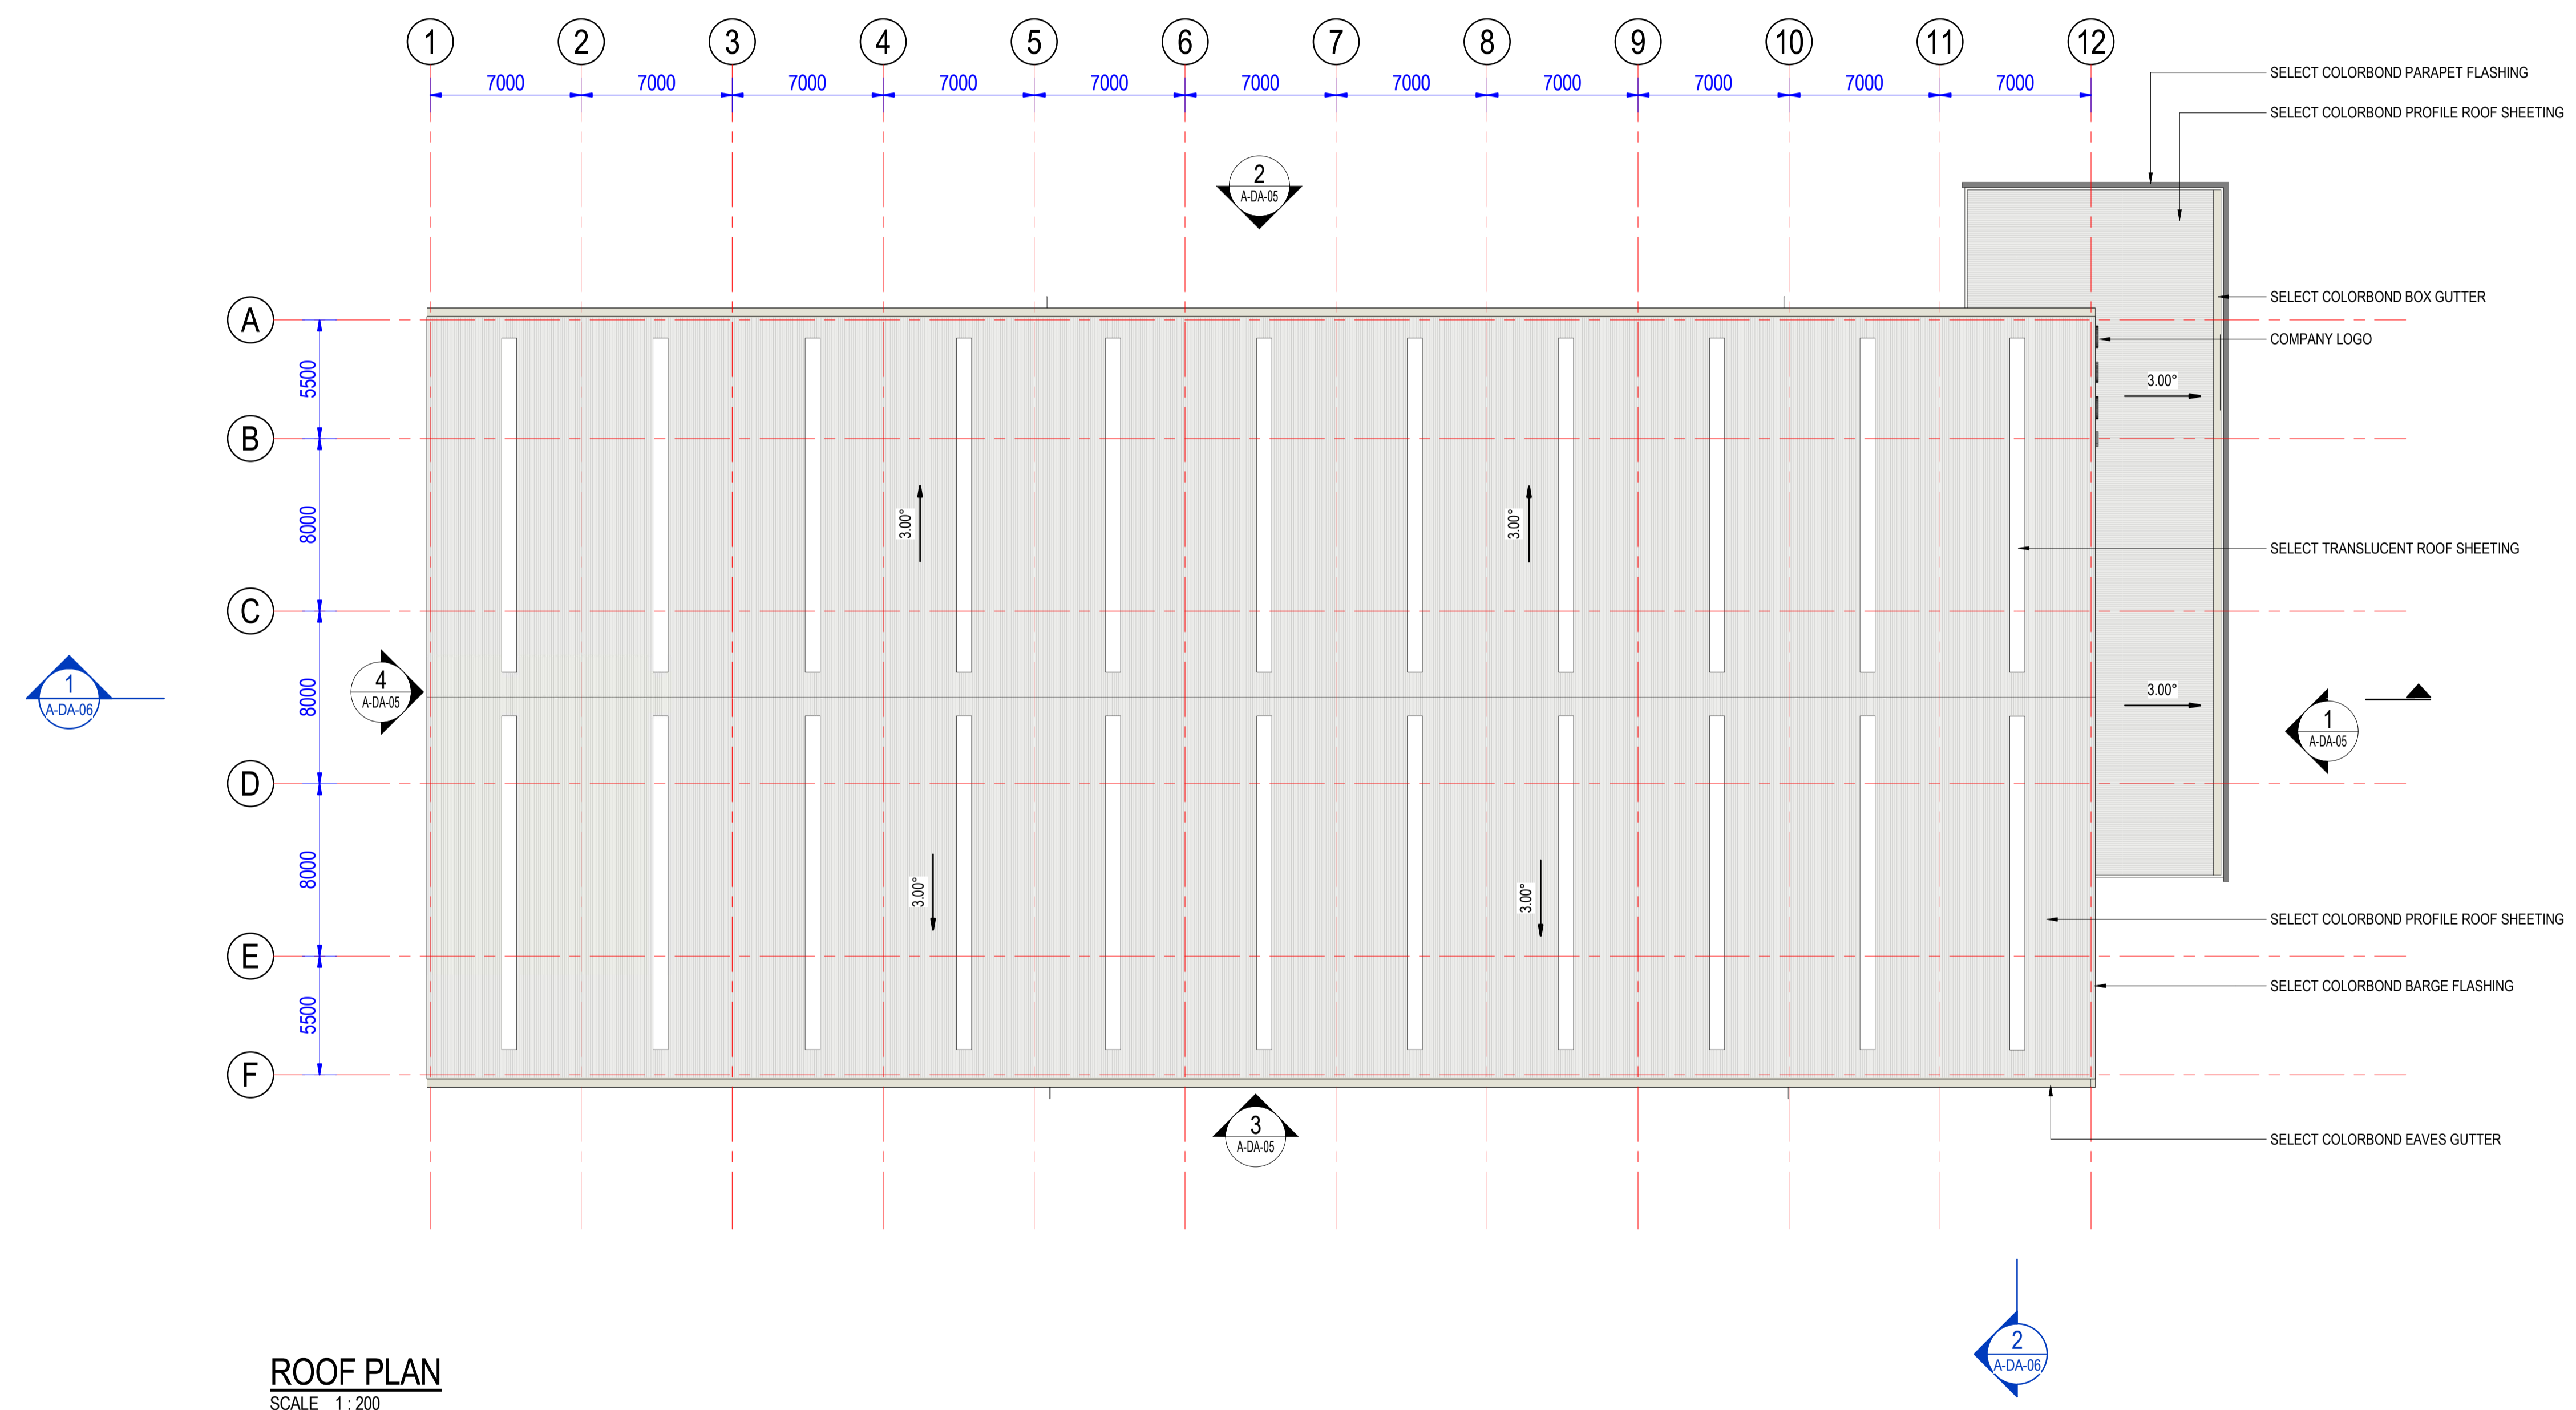 1 2 3 4 5 6 7 8 9 10 11 12
7000 7000 7000 7000 7000 7000 7000 7000 7000 7000 7000
SELECT COLORBOND PARAPET FLASHING
SELECT COLORBOND PROFILE ROOF SHEETING
2
A-DA-05
SELECT COLORBOND BOX GUTTER
A
COMPANY LOGO
5500
3.00°
B
8000
3.00°
3.00°
SELECT TRANSLUCENT ROOF SHEETING
C
1
A-DA-06
4
A-DA-05
8000
3.00°
1
A-DA-05
D
8000
3.00°
3.00°
SELECT COLORBOND PROFILE ROOF SHEETING
E
SELECT COLORBOND BARGE FLASHING
5500
F
3
A-DA-05
SELECT COLORBOND EAVES GUTTER
2
A-DA-06
ROOF PLAN
SCALE 1 : 200